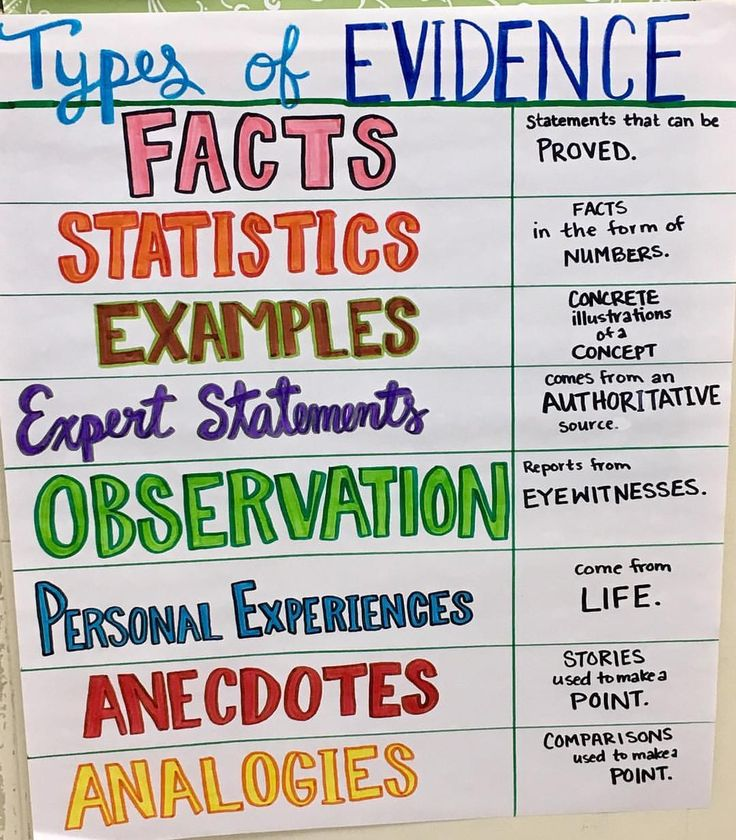 Types of EVIDENCE
FACTS
Statements that can be
PROVED.
STATISTICS
FACTS
in the form of
NUMBERS.
EXAMPLES
CONCRETE
illustrations
of a
CONCEPT
Expert Statements
comes from an
AUTHORITATIVE
source.
OBSERVATION
Reports from
EYEWITNESSES.
PERSONAL EXPERIENCES
come from
LIFE.
ANECDOTES
STORIES
used to make a
POINT.
ANALOGIES
COMPARISONS
used to make a
POINT.